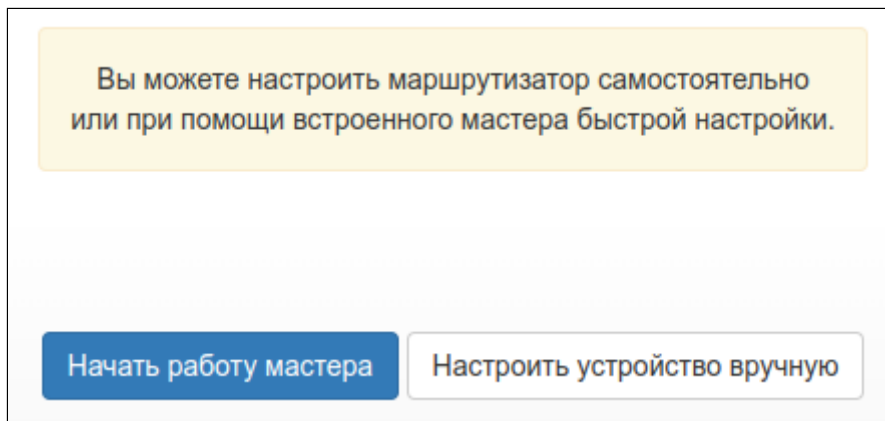 Вы можете настроить маршрутизатор самостоятельно
или при помощи встроенного мастера быстрой настройки.
Начать работу мастера
Настроить устройство вручную